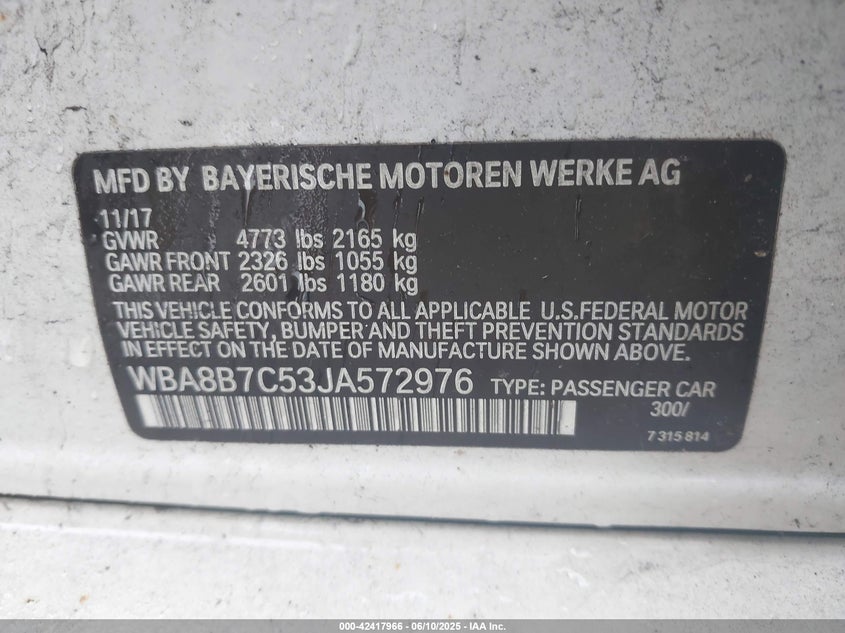 MFD BY BAYERISCHE MOTOREN WERKE AG
11/17
GVWR 4773 lbs 2165 kg
GAWR FRONT 2326 lbs 1055 kg
GAWR REAR 2601 lbs 1180 kg
THIS VEHICLE CONFORMS TO ALL APPLICABLE U.S.FEDERAL MOTOR
VEHICLE SAFETY, BUMPER AND THEFT PREVENTION STANDARDS
IN EFFECT ON THE DATE OF MANUFACTURE SHOWN ABOVE.
WBA8B7C53JA572976 TYPE: PASSENGER CAR
300/
7315814
000-42417966 - 06/10/2025 - IAA Inc.